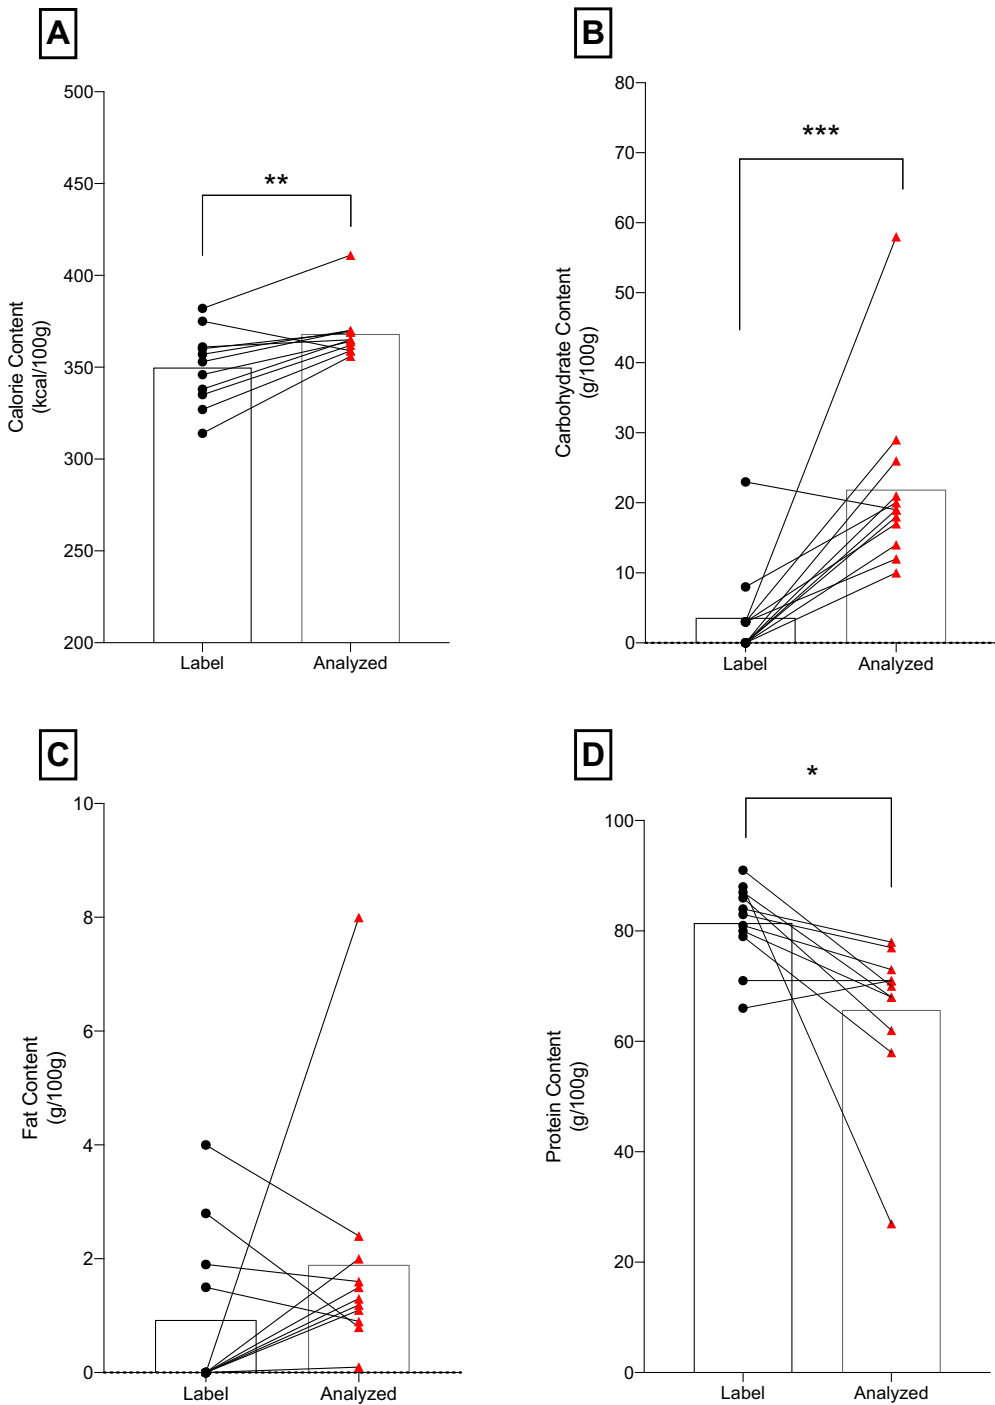 A
Calorie Content
(kcal/100g)
500
450
400
350
300
250
200
**
Label Analyzed
B
Carbohydrate Content
(g/100g)
80
70
60
50
40
30
20
10
0
***
Label Analyzed
C
Fat Content
(g/100g)
10
8
6
4
2
0
Label Analyzed
D
Protein Content
(g/100g)
100
80
60
40
20
0
*
Label Analyzed